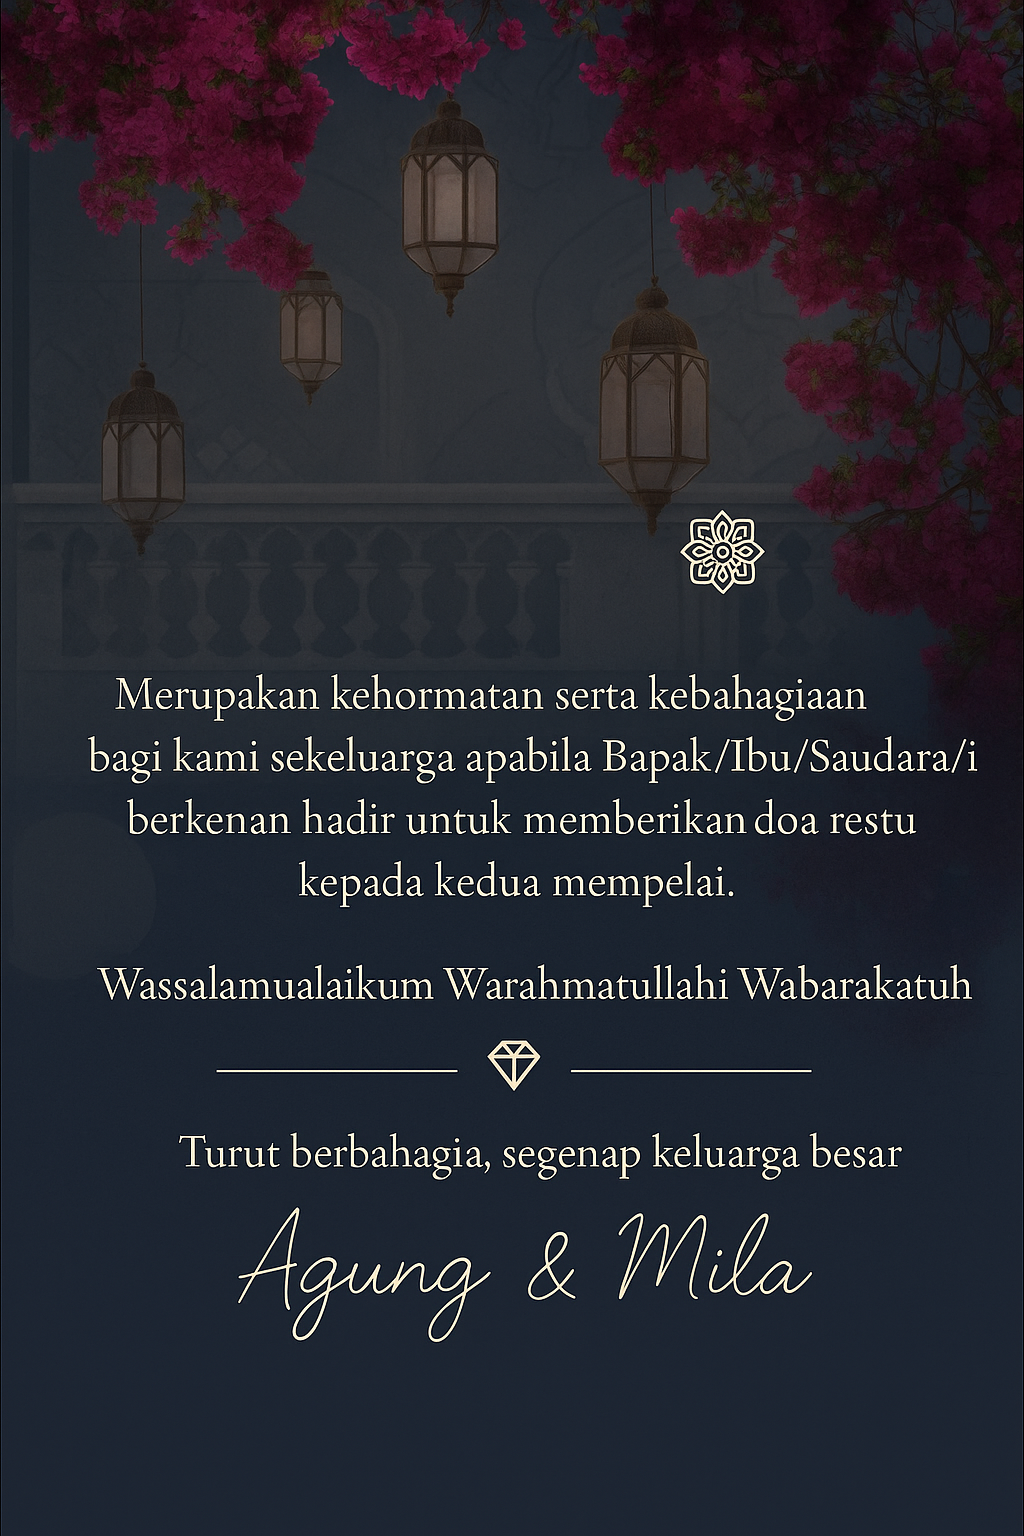 Merupakan kehormatan serta kebahagiaan
bagi kami sekeluarga apabila Bapak/Ibu/Saudara/i
berkenan hadir untuk memberikan doa restu
kepada kedua mempelai.
Wassalamualaikum Warahmatullahi Wabarakatuh
Turut berbahagia, segenap keluarga besar
Agung & Mila